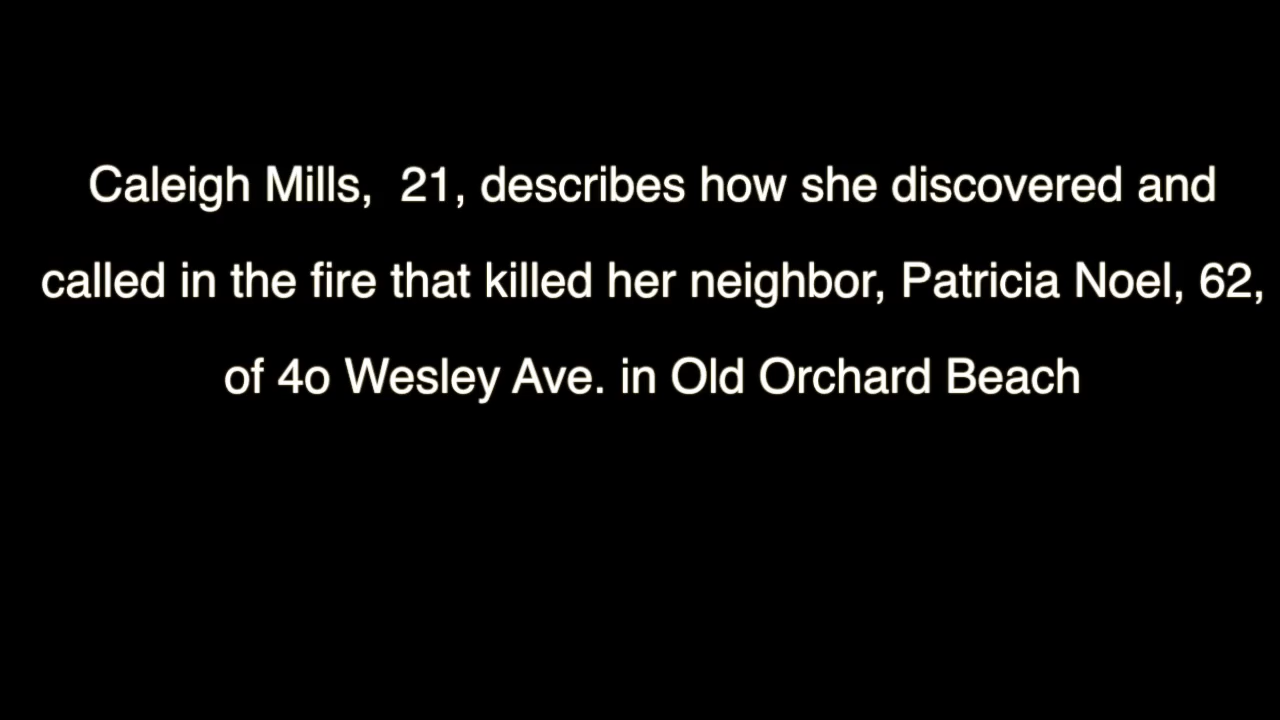 Caleigh Mills,  21, describes how she discovered and
called in the fire that killed her neighbor, Patricia Noel, 62,
of 4o Wesley Ave. in Old Orchard Beach